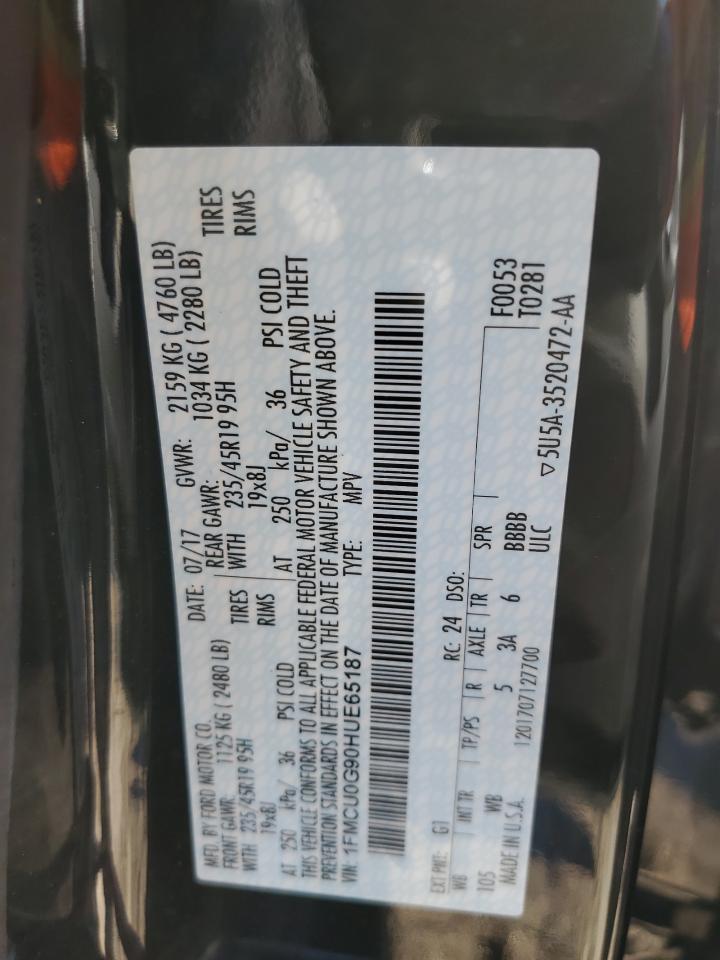 MFD. BY FORD MOTOR CO. DATE: 07/17 GVWR: 2159 KG ( 4760 LB)
FRONT GAWR: 1125 KG ( 2480 LB) REAR GAWR: 1034 KG ( 2280 LB)
WITH 235/45R19 95H TIRES WITH 235/45R19 95H TIRES
19x8J RIMS 19x8J RIMS
AT 250 kPa/ 36 PSI COLD AT 250 kPa/ 36 PSI COLD
THIS VEHICLE CONFORMS TO ALL APPLICABLE FEDERAL MOTOR VEHICLE SAFETY AND THEFT
PREVENTION STANDARDS IN EFFECT ON THE DATE OF MANUFACTURE SHOWN ABOVE.
VIN: 1FMCU0G90HUE65187 TYPE: MPV
EXT PNT: G1 RC: 24 DSO: F0053
WB INT TR TP/PS R AXLE TR SPR T0281
105 WB 5 3A 6 BBBB
MADE IN U.S.A. 1201707127700 ULC ▽5U5A-3520472-AA